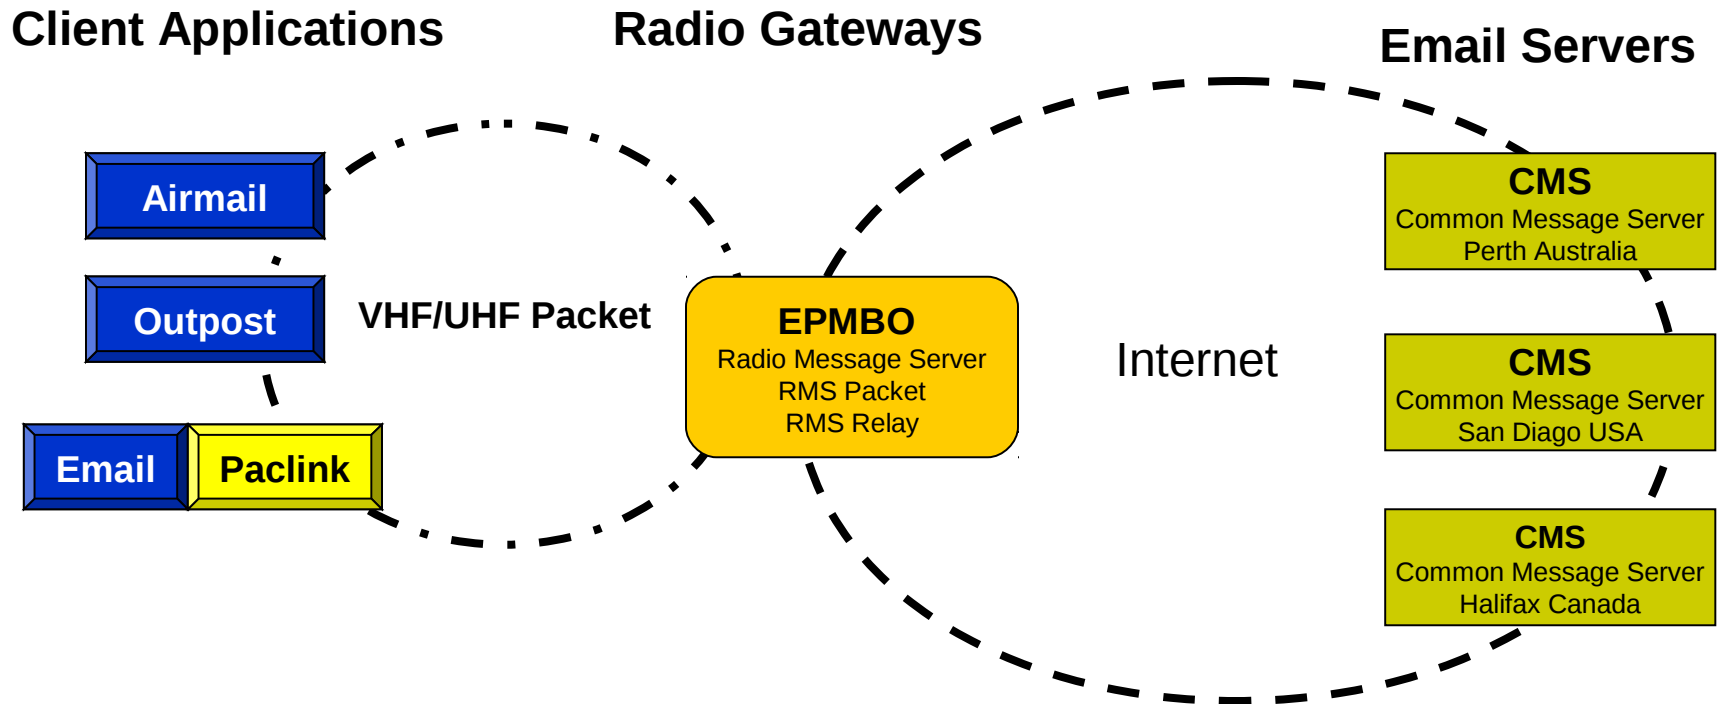 Client Applications
Radio Gateways
Email Servers
Airmail
Outpost
Email
Paclink
VHF/UHF Packet
EPMBO
Radio Message Server
RMS Packet
RMS Relay
Internet
CMS
Common Message Server
Perth Australia
CMS
Common Message Server
San Diago USA
CMS
Common Message Server
Halifax Canada